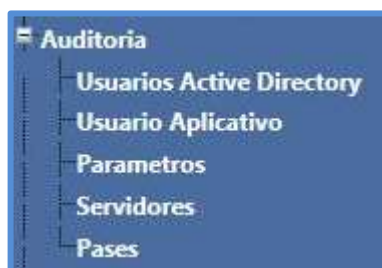 Auditoria
Usuarios Active Directory
Usuario Aplicativo
Parametros
Servidores
Pases